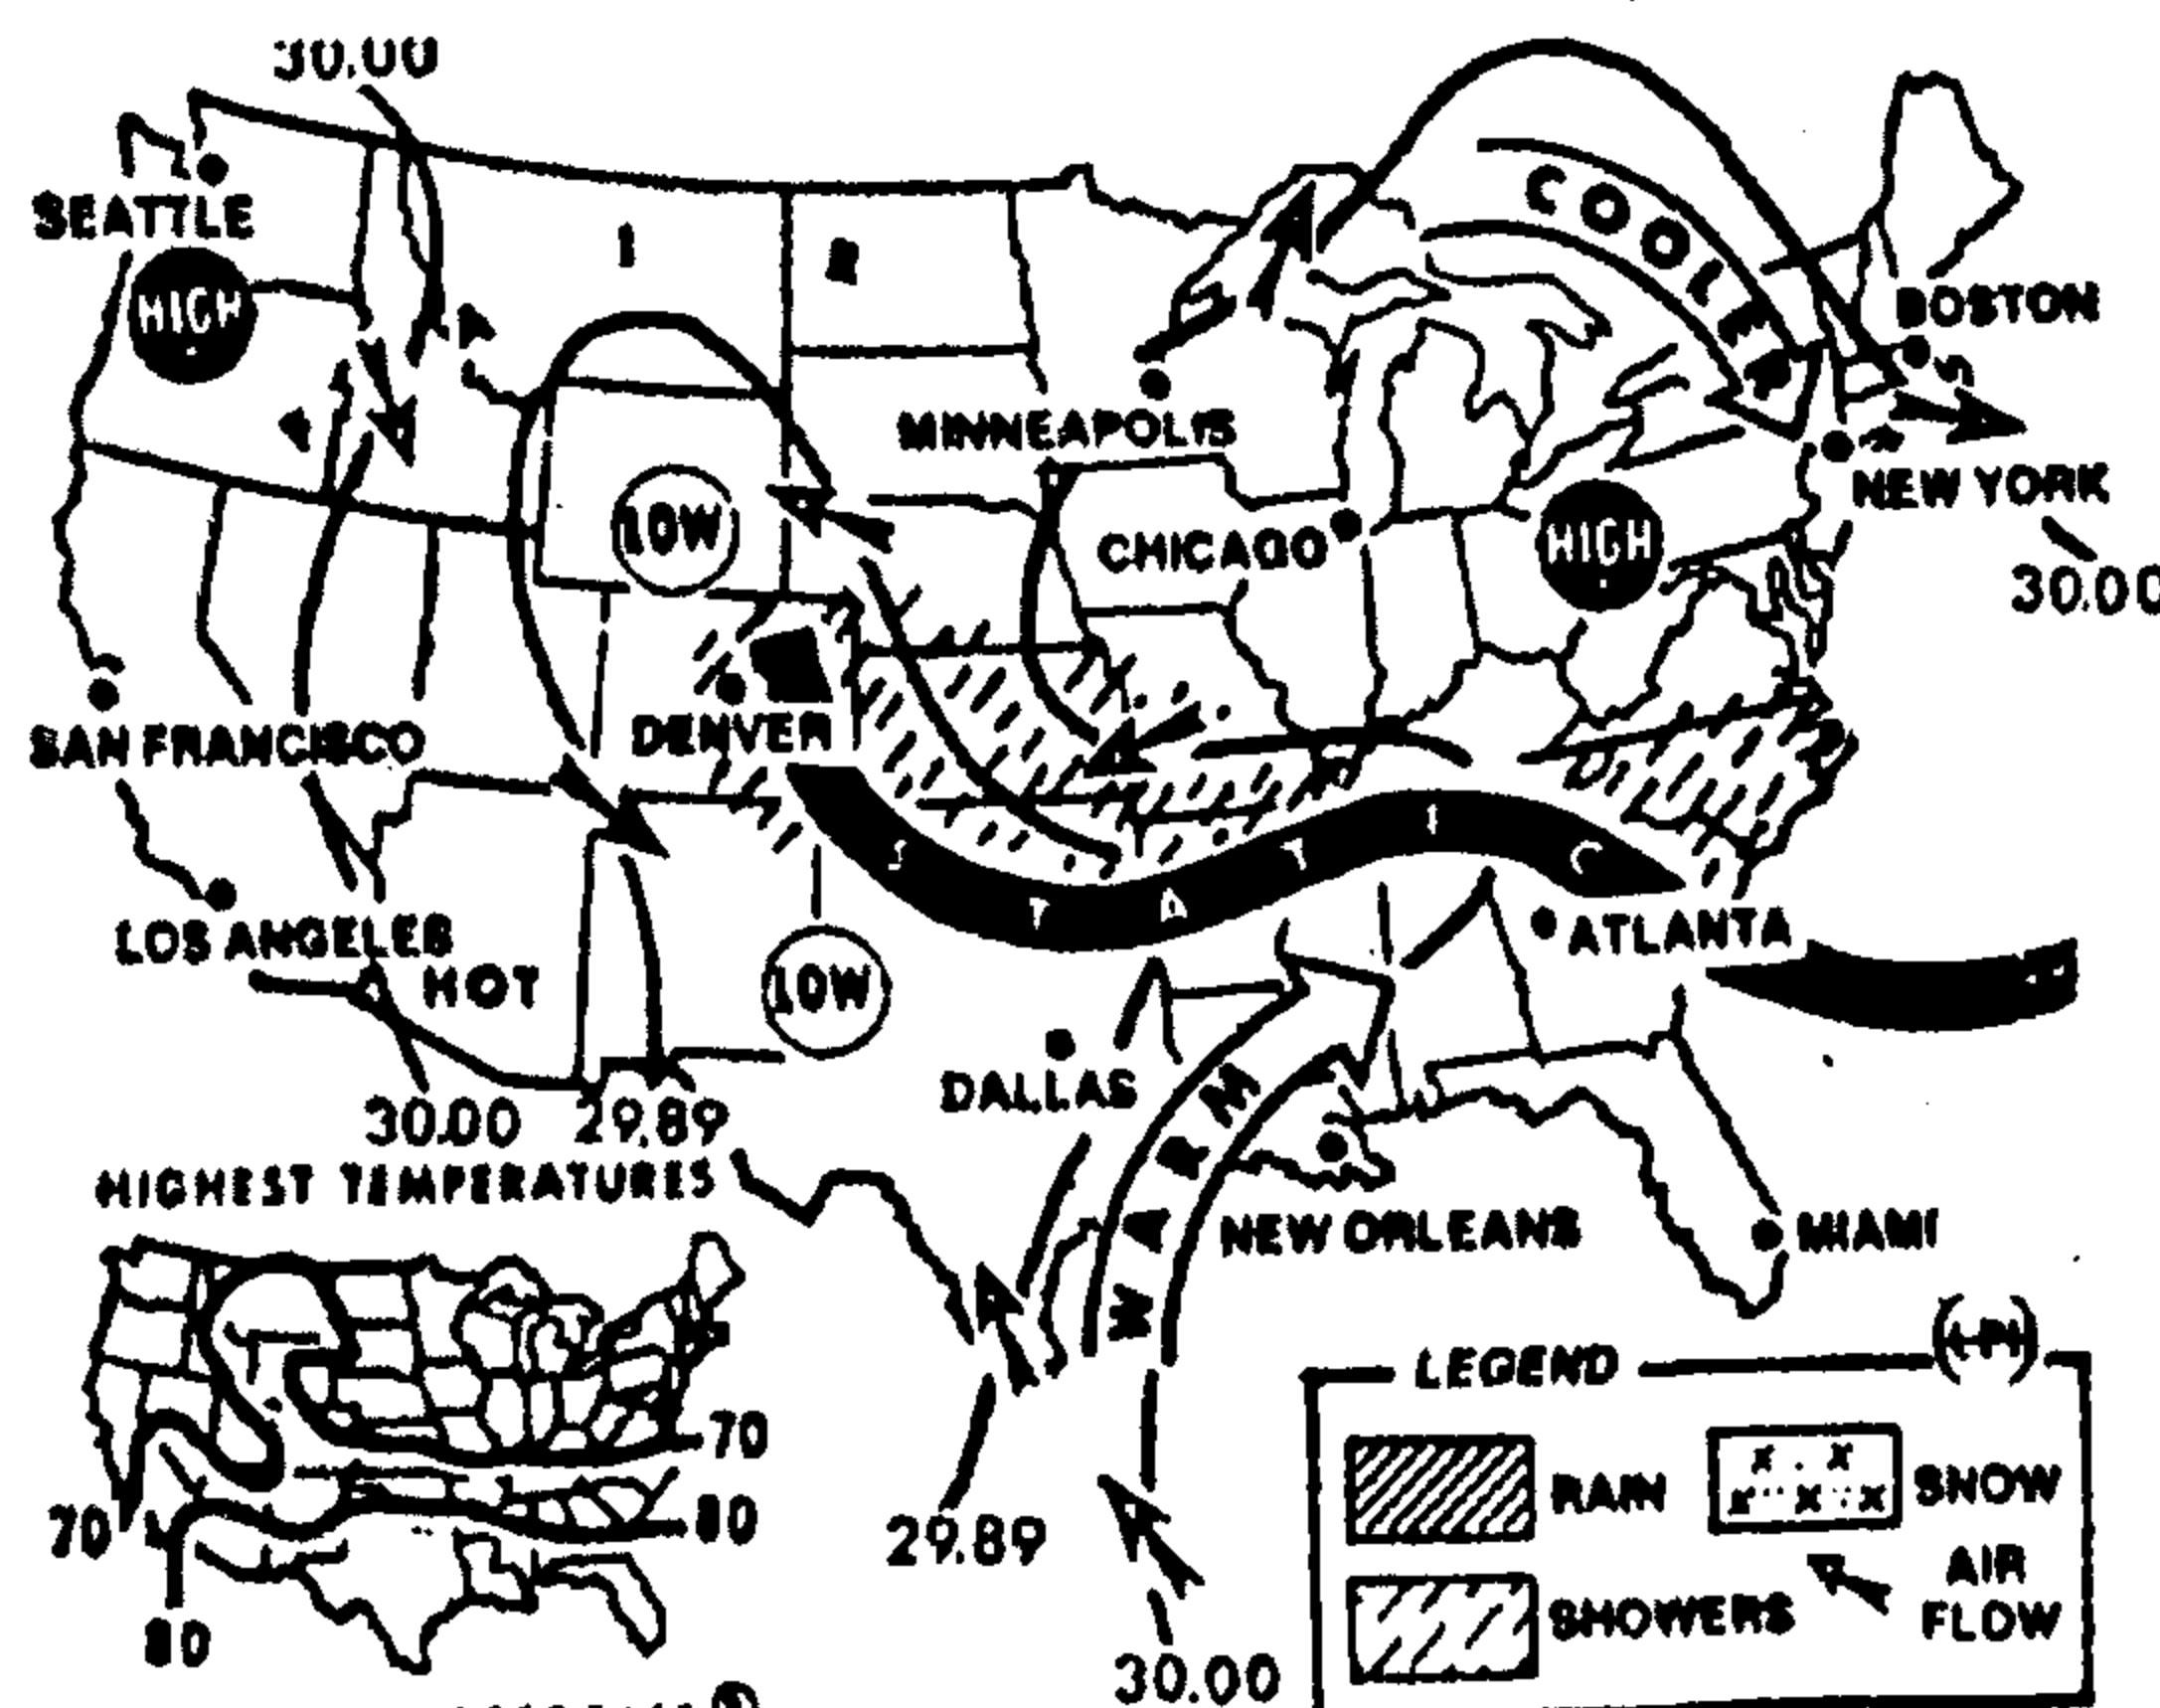 30.00
SEATTLE
HIGH
COOLER
BOSTON
MINNEAPOLIS
NEW YORK
LOW
CHICAGO
HIGH
30.00
DENVER
SAN FRANCISCO
STATIC
ATLANTA
LOS ANGELES
HOT
LOW
DALLAS
30.00 29.89
HIGHEST TEMPERATURES
NEW ORLEANS
MIAMI
70
80
70
80
29.89
30.00
LEGEND
RAIN
SNOW
SHOWERS
AIR
FLOW